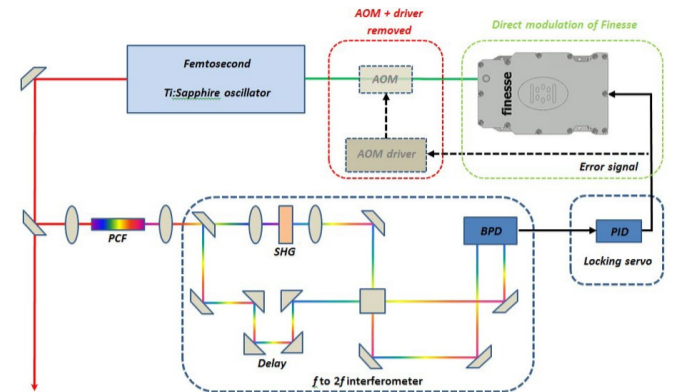 AOM + driver
removed
Direct modulation of Finesse
Femtosecond
Ti:Sapphire oscillator
AOM
finesse
AOM driver
Error signal
PCF
SHG
BPD
PID
Locking servo
Delay
f to 2f interferometer